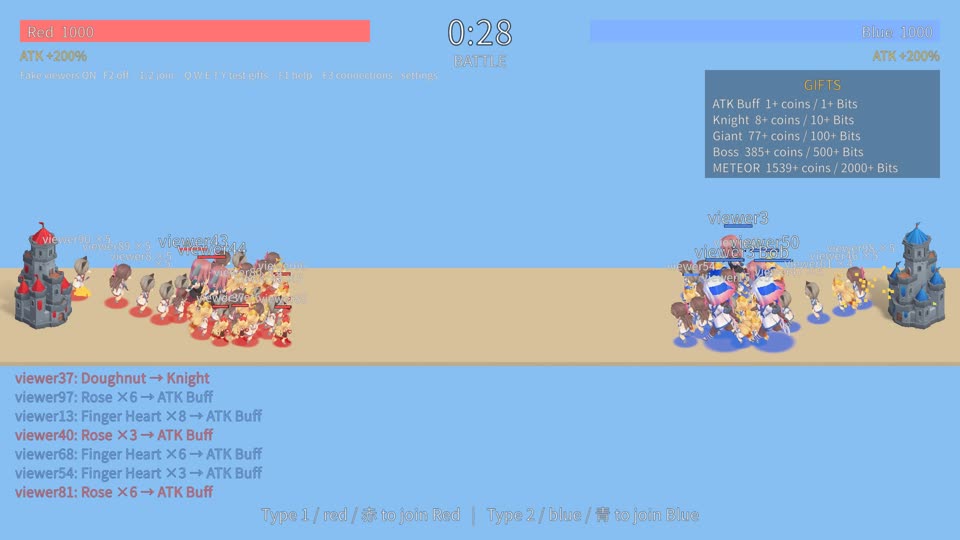 Red 1000
0:28
Blue 1000
ATK +200%
BATTLE
ATK +200%
Fake viewers ON F2 off 1/2 join Q W E T Y test gifts F1 help F3 connections settings
GIFTS
ATK Buff 1+ coins / 1+ Bits
Knight 8+ coins / 10+ Bits
Giant 77+ coins / 100+ Bits
Boss 385+ coins / 500+ Bits
METEOR 1539+ coins / 2000+ Bits
viewer3
viewer50
viewer37: Doughnut → Knight
viewer97: Rose ×6 → ATK Buff
viewer13: Finger Heart ×8 → ATK Buff
viewer40: Rose ×3 → ATK Buff
viewer68: Finger Heart ×6 → ATK Buff
viewer54: Finger Heart ×3 → ATK Buff
viewer81: Rose ×6 → ATK Buff
Type 1 / red / 赤 to join Red | Type 2 / blue / 青 to join Blue